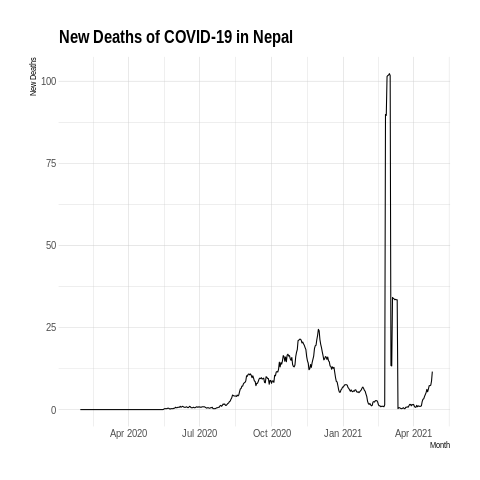 New Deaths of COVID-19 in Nepal
New Deaths
100
75
50
25
0
Apr 2020 Jul 2020 Oct 2020 Jan 2021 Apr 2021
Month